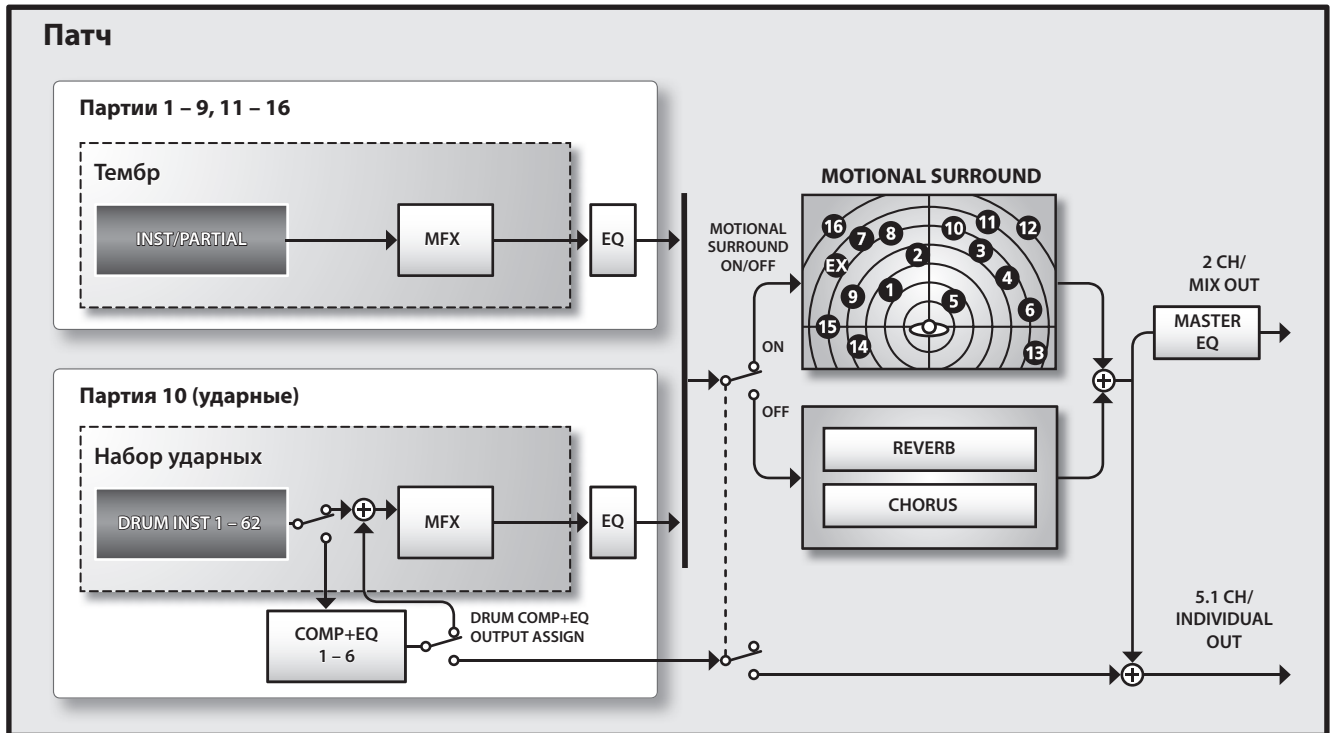 Патч
Партии 1 – 9, 11 – 16
Тембр
INST/PARTIAL
MFX
EQ
Партия 10 (ударные)
Набор ударных
DRUM INST 1 – 62
MFX
EQ
COMP+EQ
1 – 6
DRUM COMP+EQ
OUTPUT ASSIGN
MOTIONAL
SURROUND
ON/OFF
ON
OFF
MOTIONAL SURROUND
16
7
8
10
11
12
EX
2
3
4
9
1
5
6
15
14
13
REVERB
CHORUS
2 CH/
MIX OUT
MASTER
EQ
5.1 CH/
INDIVIDUAL
OUT